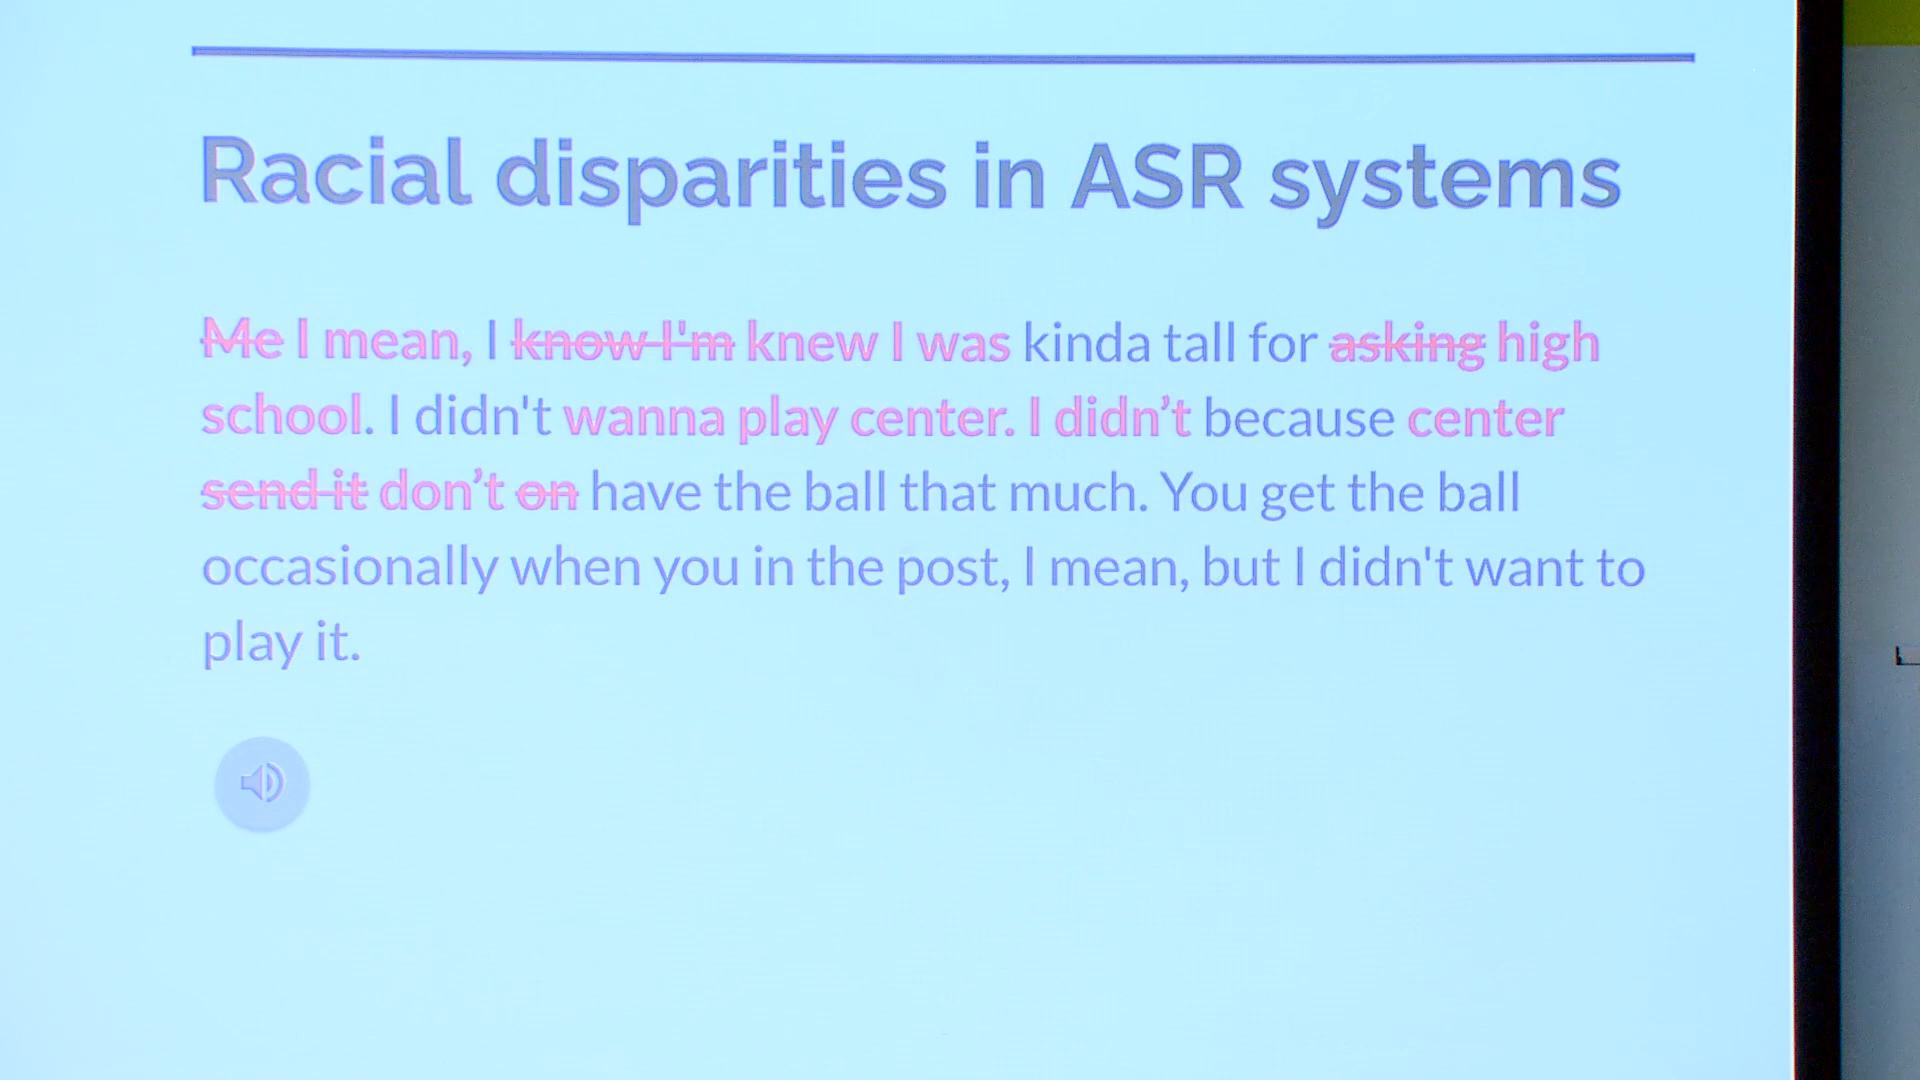 Racial disparities in ASR systems
Me I mean, I know I'm knew I was kinda tall for asking high
school. I didn't wanna play center. I didn’t because center
send it don’t on have the ball that much. You get the ball
occasionally when you in the post, I mean, but I didn't want to
play it.